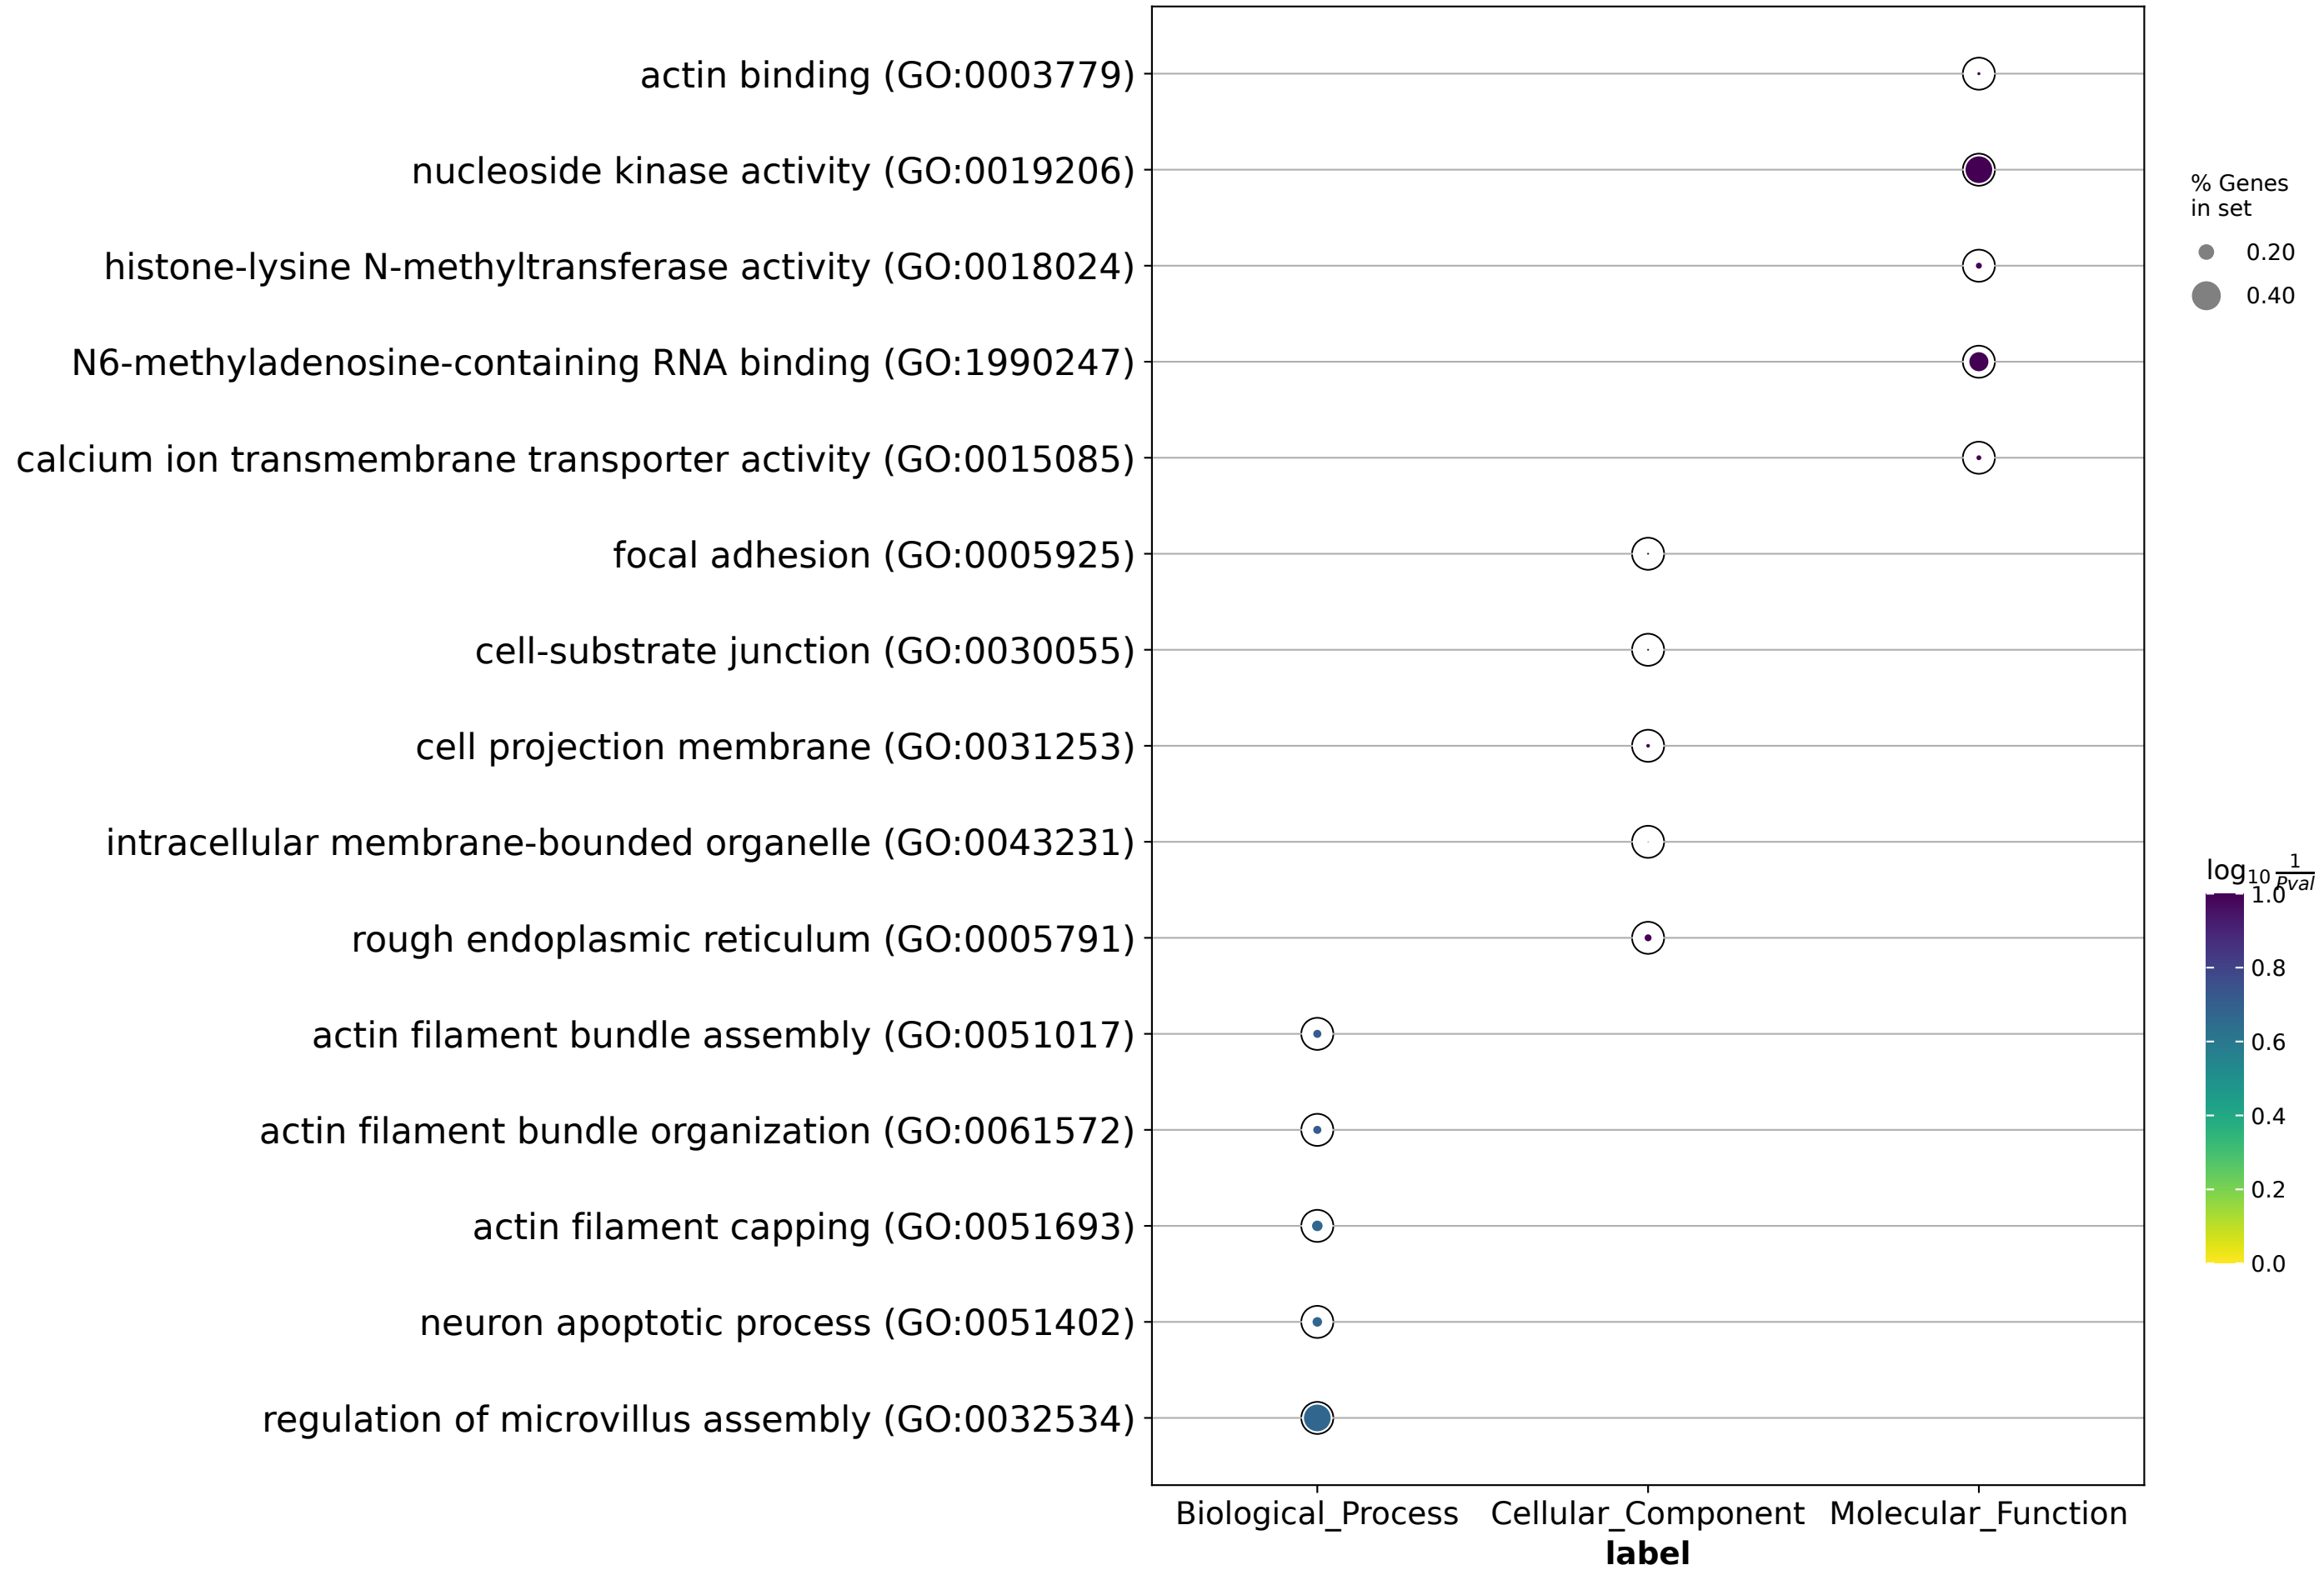 actin binding (GO:0003779)
nucleoside kinase activity (GO:0019206)
histone-lysine N-methyltransferase activity (GO:0018024)
N6-methyladenosine-containing RNA binding (GO:1990247)
calcium ion transmembrane transporter activity (GO:0015085)
focal adhesion (GO:0005925)
cell-substrate junction (GO:0030055)
cell projection membrane (GO:0031253)
intracellular membrane-bounded organelle (GO:0043231)
rough endoplasmic reticulum (GO:0005791)
actin filament bundle assembly (GO:0051017)
actin filament bundle organization (GO:0061572)
actin filament capping (GO:0051693)
neuron apoptotic process (GO:0051402)
regulation of microvillus assembly (GO:0032534)
Biological_Process Cellular_Component Molecular_Function
label
% Genes
in set
0.20
0.40
log10 1/Pval
1.0
0.8
0.6
0.4
0.2
0.0